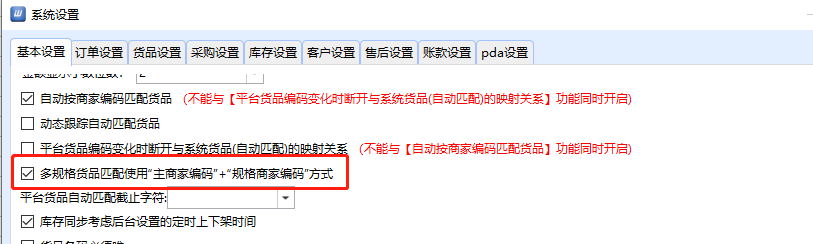 系统设置
基本设置 订单设置 货品设置 采购设置 库存设置 客户设置 售后设置 账款设置 pda设置
自动按商家编码匹配货品 (不能与【平台货品编码变化时断开与系统货品(自动匹配)的映射关系】功能同时开启)
动态跟踪自动匹配货品
平台货品编码变化时断开与系统货品(自动匹配)的映射关系 (不能与【自动按商家编码匹配货品】功能同时开启)
多规格货品匹配使用“主商家编码”+“规格商家编码”方式
平台货品自动匹配截止字符:
库存同步考虑后台设置的定时上下架时间